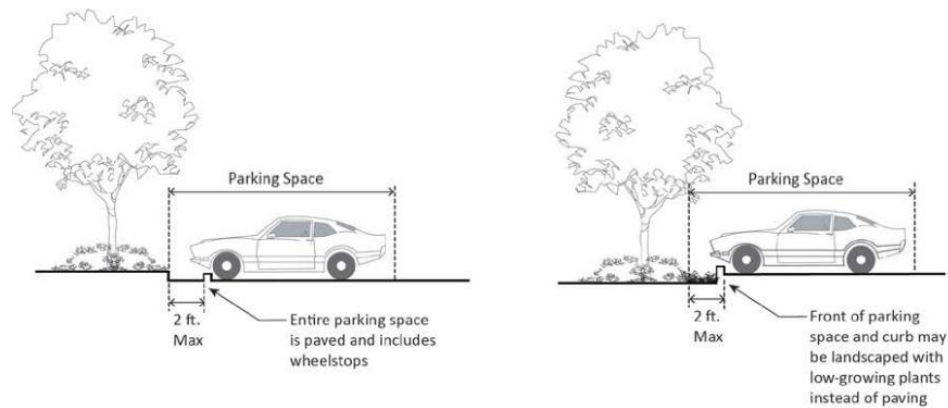 Parking Space
2 ft.
Max
Entire parking space
is paved and includes
wheelstops
Parking Space
2 ft.
Max
Front of parking
space and curb may
be landscaped with
low-growing plants
instead of paving